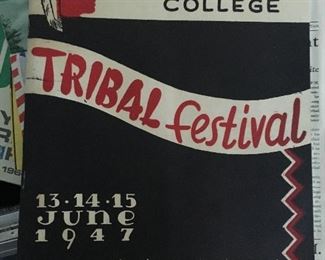 COLLEGE
TRIBAL festival
13·14·15
JUNE
1947